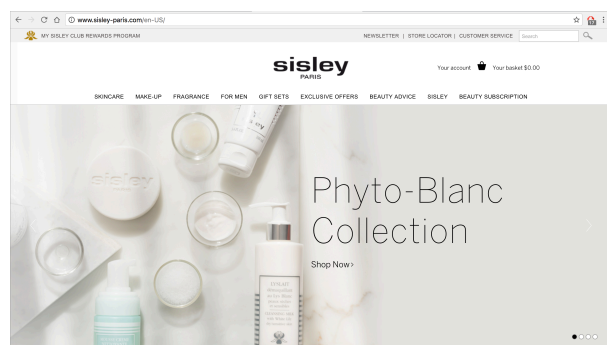 www.sisley-paris.com/en-US/
MY SISLEY CLUB REWARDS PROGRAM
NEWSLETTER | STORE LOCATOR | CUSTOMER SERVICE Search
sisley
PARIS
Your account Your basket $0.00
SKINCARE MAKE-UP FRAGRANCE FOR MEN GIFT SETS EXCLUSIVE OFFERS BEAUTY ADVICE SISLEY BEAUTY SUBSCRIPTION
sisley
Phyto-Blanc
Collection
Shop Now>